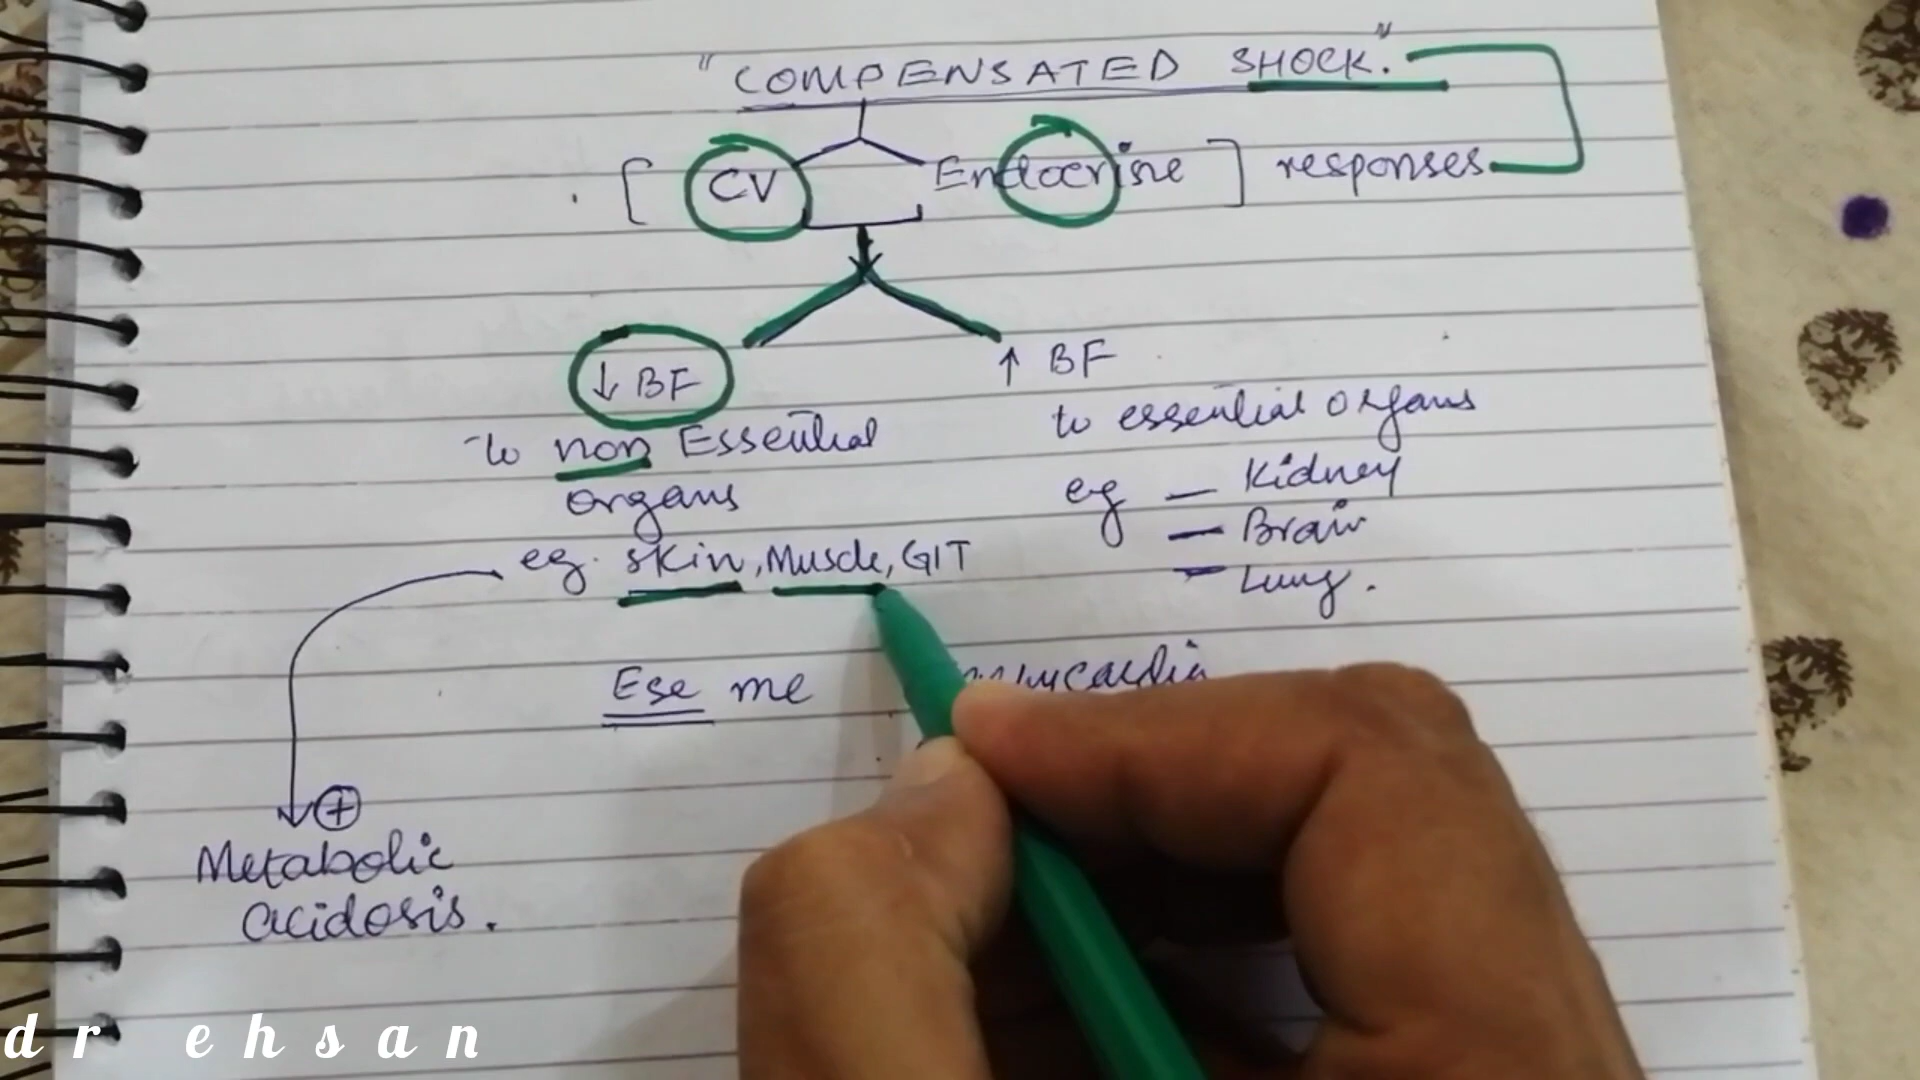 "COMPENSATED SHOCK."
[ CV Endocrine ] responses
↓ BF
to non Essential
organs
eg. skin, Muscle, GIT
↑ BF
to essential organs
eg – Kidney
– Brain
– Lung.
Ese me
⊕
Metabolic
acidosis.
dr ehsan